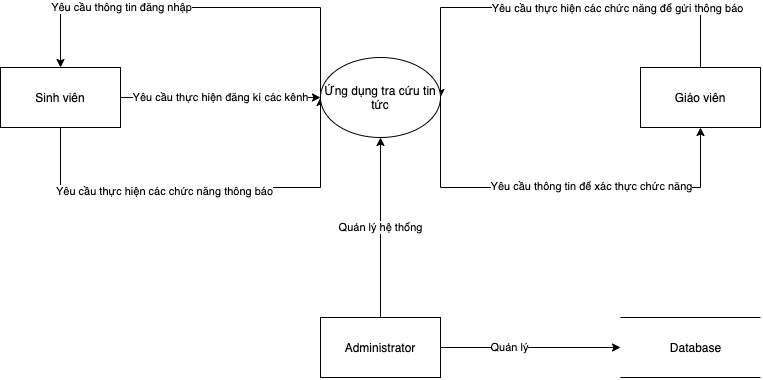 Yêu cầu thông tin đăng nhập
Yêu cầu thực hiện các chức năng để gửi thông báo
Sinh viên
Yêu cầu thực hiện đăng kí các kênh
Ứng dụng tra cứu tin
tức
Giáo viên
Yêu cầu thực hiện các chức năng thông báo
Yêu cầu thông tin để xác thực chức năng
Quản lý hệ thống
Administrator
Quản lý
Database